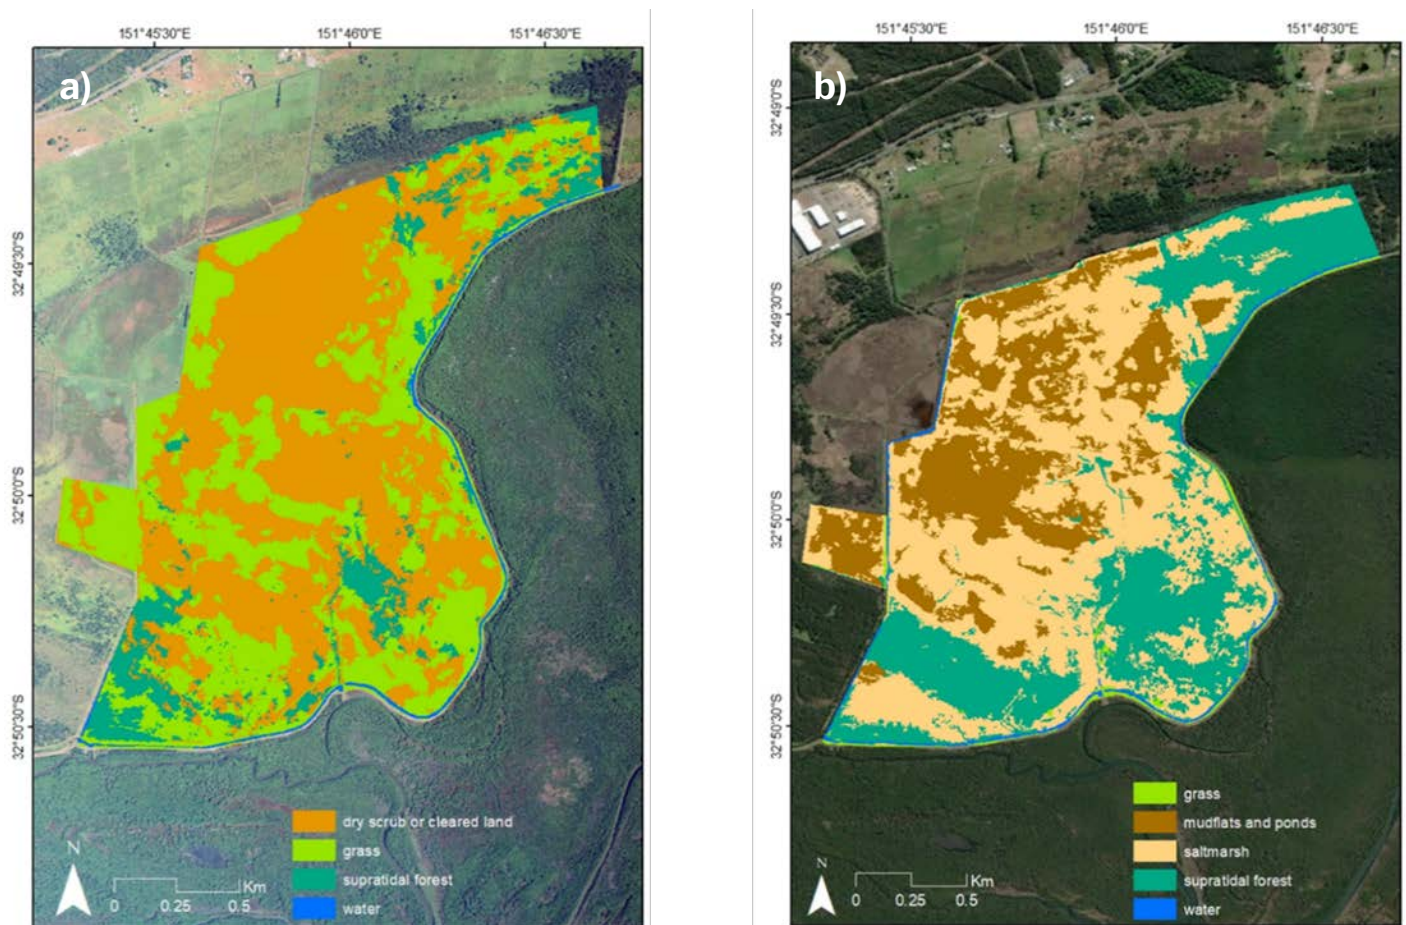 151°45'30"E 151°46'0"E 151°46'30"E
a)
32°49'30"S
32°50'0"S
32°50'30"S
dry scrub or cleared land
grass
supratidal forest
water
N
Km
0 0.25 0.5
151°45'30"E 151°46'0"E 151°46'30"E
b)
32°49'0"S
32°49'30"S
32°50'0"S
32°50'30"S
grass
mudflats and ponds
saltmarsh
supratidal forest
water
N
Km
0 0.25 0.5